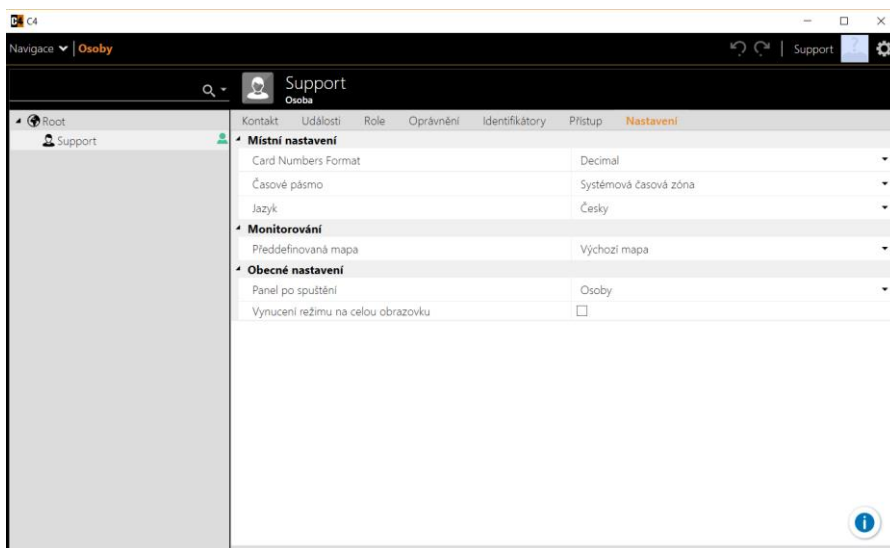 C4 C4
Navigace Osoby Support
Support
Osoba
Root
Support
Kontakt Události Role Oprávnění Identifikátory Přístup Nastavení
Místní nastavení
Card Numbers Format Decimal
Časové pásmo Systémová časová zóna
Jazyk Česky
Monitorování
Předdefinovaná mapa Výchozí mapa
Obecné nastavení
Panel po spuštění Osoby
Vynucení režimu na celou obrazovku